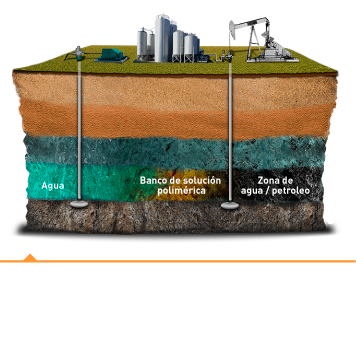 Agua
Banco de solución
polimérica
Zona de
agua / petroleo